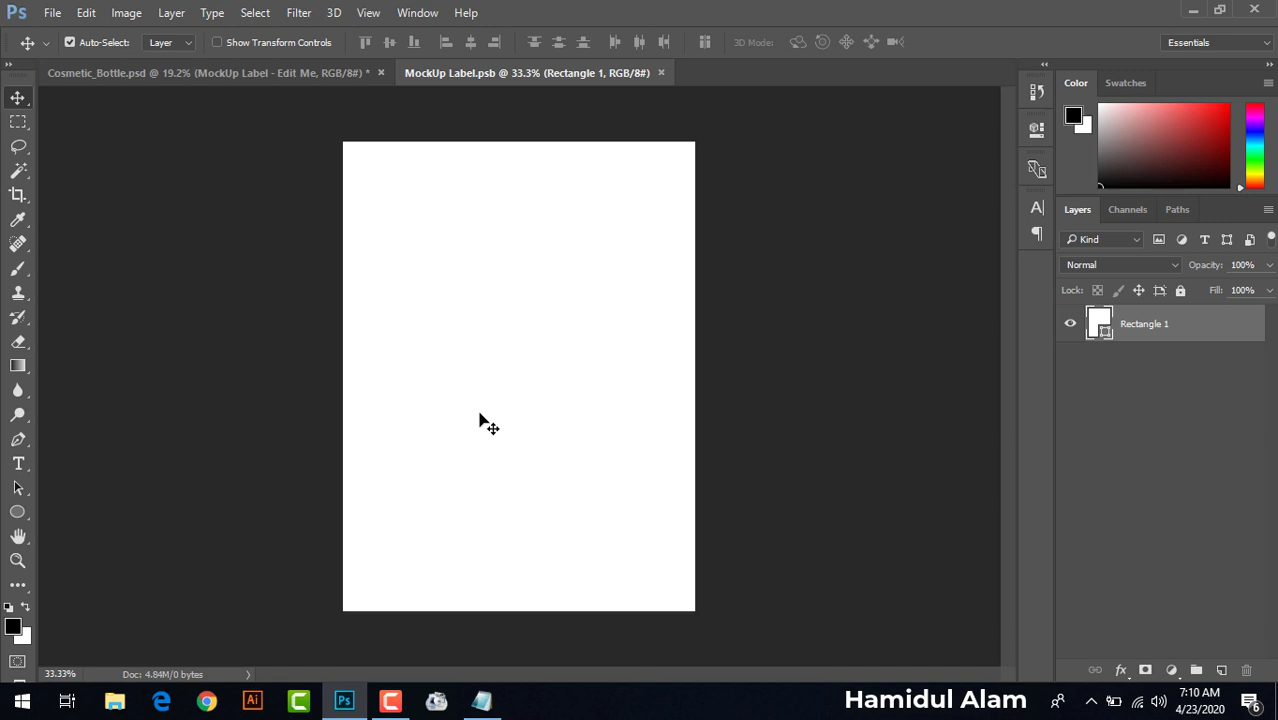 Ps File Edit Image Layer Type Select Filter 3D View Window Help
Auto-Select: Layer Show Transform Controls 3D Mode: Essentials
Cosmetic_Bottle.psd @ 19.2% (MockUp Label - Edit Me, RGB/8#) * MockUp Label.psb @ 33.3% (Rectangle 1, RGB/8#)
Color Swatches
Layers Channels Paths
Kind
Normal Opacity: 100%
Lock: Fill: 100%
Rectangle 1
33.33% Doc: 4.84M/0 bytes
Ai Ps Hamidul Alam 7:10 AM
4/23/2020 6